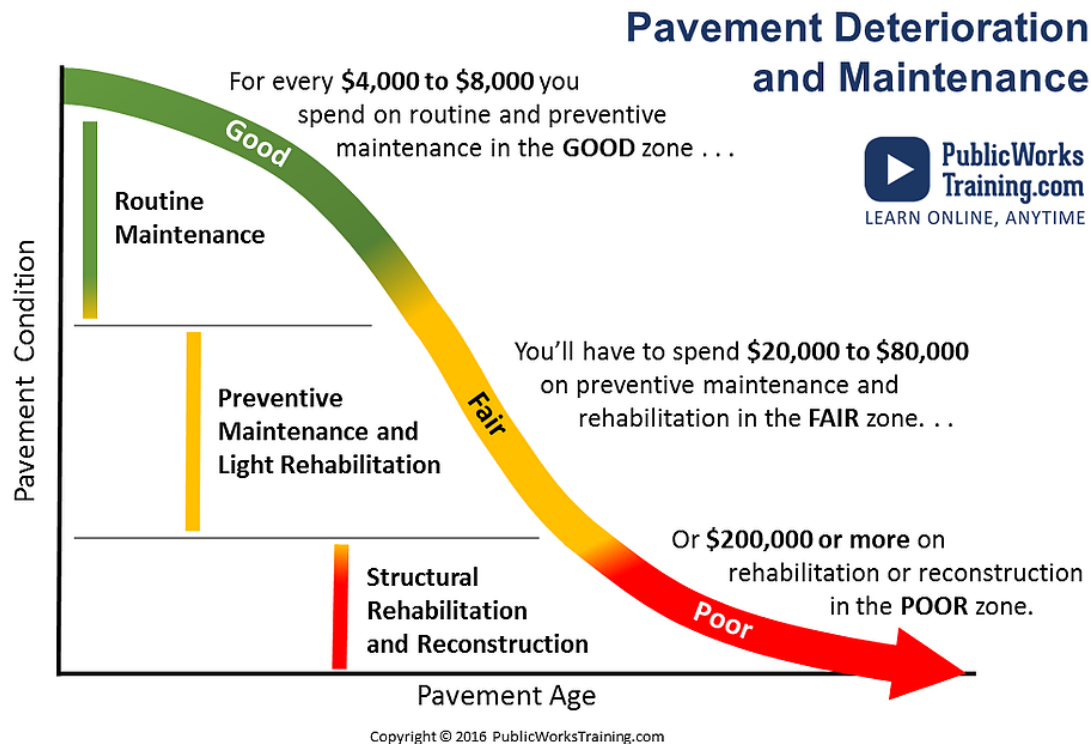 Pavement Deterioration
and Maintenance
PublicWorks
Training.com
LEARN ONLINE, ANYTIME
For every $4,000 to $8,000 you
spend on routine and preventive
maintenance in the GOOD zone . . .
Good
Routine
Maintenance
Pavement Condition
You’ll have to spend $20,000 to $80,000
on preventive maintenance and
rehabilitation in the FAIR zone. . .
Fair
Preventive
Maintenance and
Light Rehabilitation
Or $200,000 or more on
rehabilitation or reconstruction
in the POOR zone.
Poor
Structural
Rehabilitation
and Reconstruction
Pavement Age
Copyright © 2016 PublicWorksTraining.com